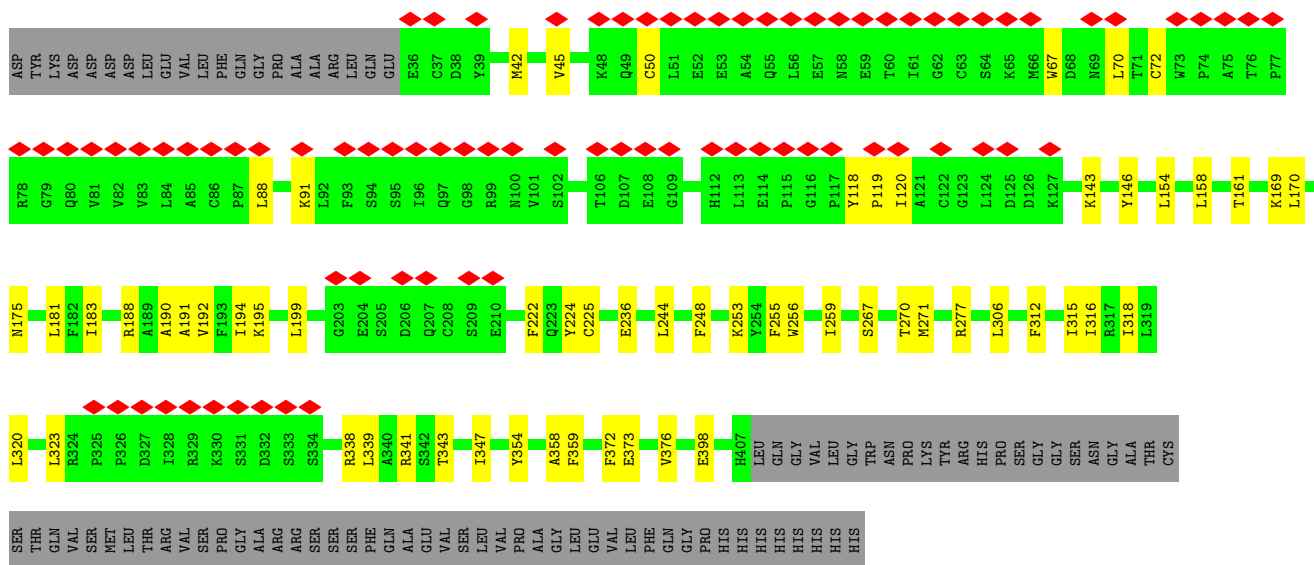 ASP TYR LYS ASP ASP ASP ASP LEU GLU VAL LEU PHE GLN GLY PRO ALA ALA ARG LEU GLN GLU E36 C37 D38 Y39 M42 V45 K48 Q49 C50 L51 E52 E53 A54 Q55 L56 E57 N58 E59 T60 I61 G62 C63 S64 K65 M66 W67 D68 N69 L70 T71 C72 W73 P74 A75 T76 P77
R78 G79 Q80 V81 V82 V83 L84 A85 C86 P87 L88 K91 L92 F93 S94 S95 I96 Q97 G98 R99 N100 V101 S102 T106 D107 E108 G109 H112 L113 E114 P115 G116 P117 Y118 P119 I120 A121 C122 G123 L124 D125 D126 K127 K143 Y146 L154 L158 T161 K169 L170
N175 L181 F182 I183 R188 A189 A190 A191 V192 F193 I194 K195 L199 G203 E204 S205 D206 Q207 C208 S209 E210 F222 Q223 Y224 C225 E236 L244 F248 K253 Y254 F255 W256 I259 S267 T270 M271 R277 L306 F312 I315 I316 R317 I318 L319
L320 L323 R324 P325 P326 D327 I328 R329 K330 S331 D332 S333 S334 R338 L339 A340 R341 S342 T343 I347 Y354 A358 F359 F372 E373 V376 E398 H407 LEU GLN GLY VAL LEU GLY TRP ASN PRO LYS TYR ARG HIS PRO SER GLY GLY SER ASN GLY ALA THR CYS
SER THR GLN VAL SER MET LEU THR ARG VAL SER PRO GLY ALA ARG ARG SER SER SER PHE GLN ALA GLU VAL SER LEU VAL PRO ALA GLY LEU GLU VAL LEU PHE GLN GLY PRO HIS HIS HIS HIS HIS HIS HIS HIS